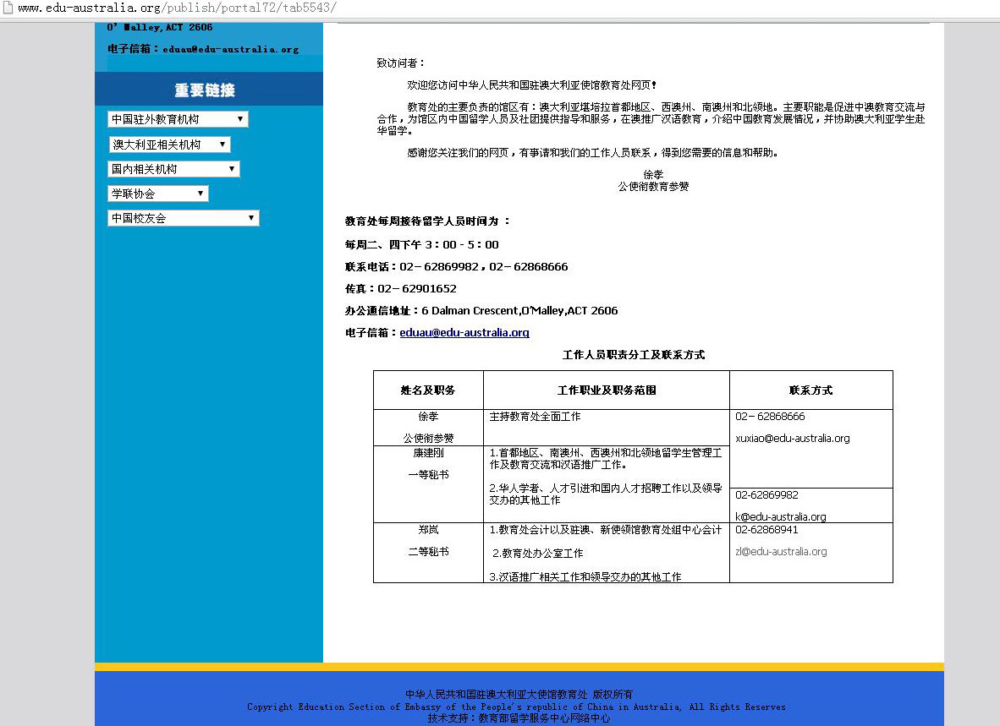 www.edu-australia.org/publish/portal72/tab5543/
O' Malley,ACT 2606
电子信箱：eduau@edu-australia.org
重要链接
中国驻外教育机构
澳大利亚相关机构
国内相关机构
学联协会
中国校友会
致访问者：
欢迎您访问中华人民共和国驻澳大利亚使馆教育处网页！
教育处的主要负责的馆区有：澳大利亚堪培拉首都地区、西澳州、南澳州和北领地。主要职能是促进中澳教育交流与
合作，为馆区内中国留学人员及社团提供指导和服务，在澳推广汉语教育，介绍中国教育发展情况，并协助澳大利亚学生赴
华留学。
感谢您关注我们的网页，有事请和我们的工作人员联系，得到您需要的信息和帮助。
徐孝
公使衔教育参赞
教育处每周接待留学人员时间为 ：
每周二、四下午 3：00 - 5：00
联系电话：02－62869982，02－62868666
传真：02－62901652
办公通信地址：6 Dalman Crescent,O'Malley,ACT 2606
电子信箱：eduau@edu-australia.org
工作人员职责分工及联系方式
姓名及职务 工作职业及职务范围 联系方式
徐孝 主持教育处全面工作 02－62868666
公使衔参赞 xuxiao@edu-australia.org
康建刚 1.首都地区、南澳州、西澳州和北领地留学生管理工
作及教育交流和汉语推广工作。
一等秘书
2.华人学者、人才引进和国内人才招聘工作以及领导
交办的其他工作
02-62869982
k@edu-australia.org
郑岚 1.教育处会计以及驻澳、新使领馆教育处组中心会计 02-62868941
二等秘书 2.教育处办公室工作 zl@edu-australia.org
3.汉语推广相关工作和领导交办的其他工作
中华人民共和国驻澳大利亚大使馆教育处 版权所有
Copyright Education Section of Embassy of the People's republic of China in Australia, All Rights Reserves
技术支持：教育部留学服务中心网络中心